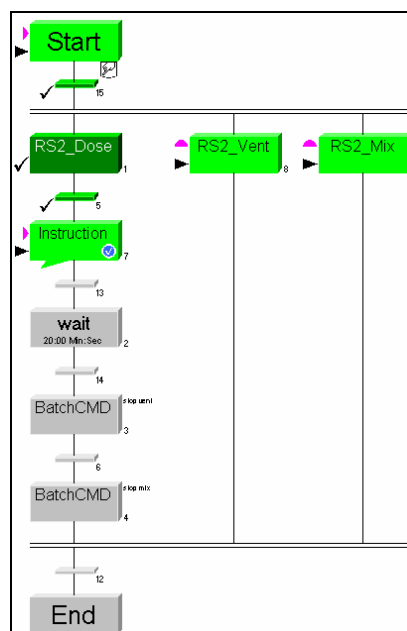 Start
15
RS2_Dose
1
RS2_Vent
8
RS2_Mix
5
Instruction
7
13
wait
20:00 Min:Sec
2
14
BatchCMD
stop vent
3
6
BatchCMD
stop mix
4
12
End